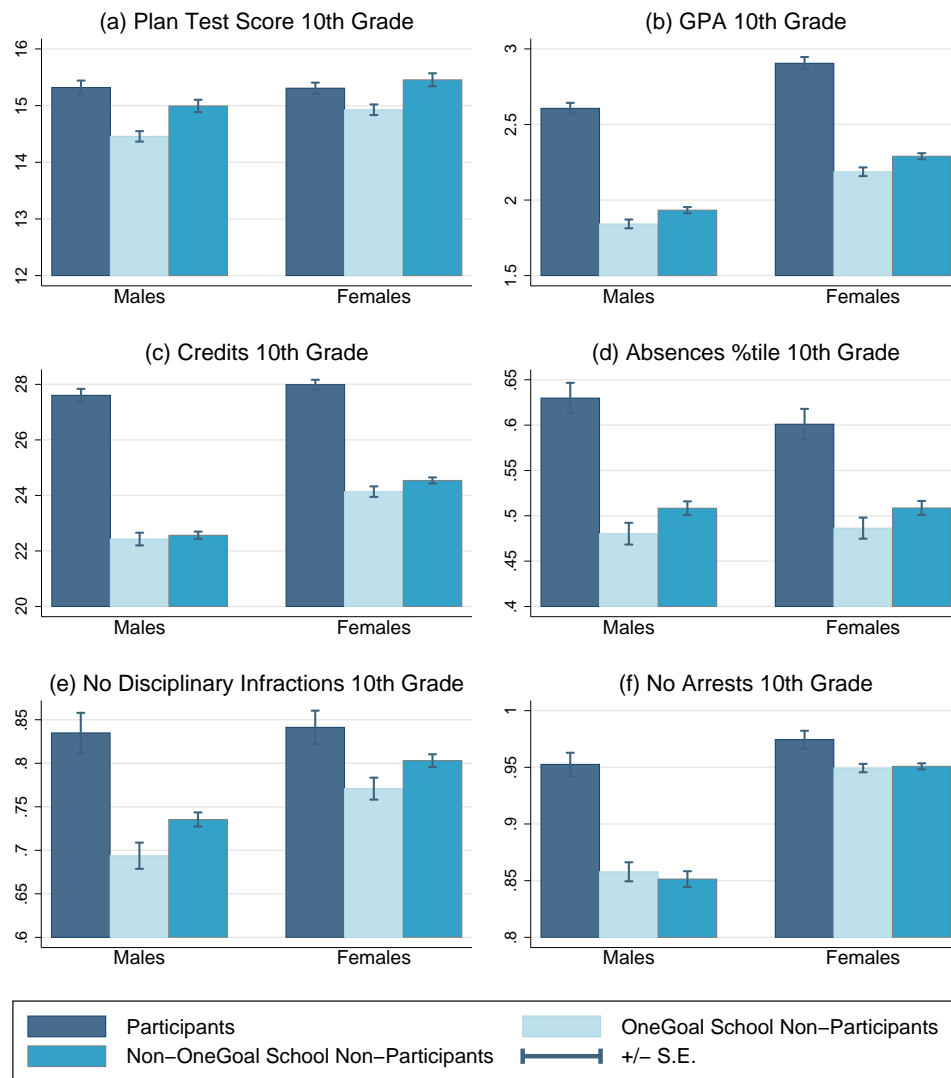 (a) Plan Test Score 10th Grade
16
15
14
13
12
Males Females
(b) GPA 10th Grade
3
2.5
2
1.5
Males Females
(c) Credits 10th Grade
28
26
24
22
20
Males Females
(d) Absences %tile 10th Grade
.65
.6
.55
.5
.45
.4
Males Females
(e) No Disciplinary Infractions 10th Grade
.85
.8
.75
.7
.65
.6
Males Females
(f) No Arrests 10th Grade
1
.95
.9
.85
.8
Males Females
Participants OneGoal School Non−Participants
Non−OneGoal School Non−Participants +/− S.E.